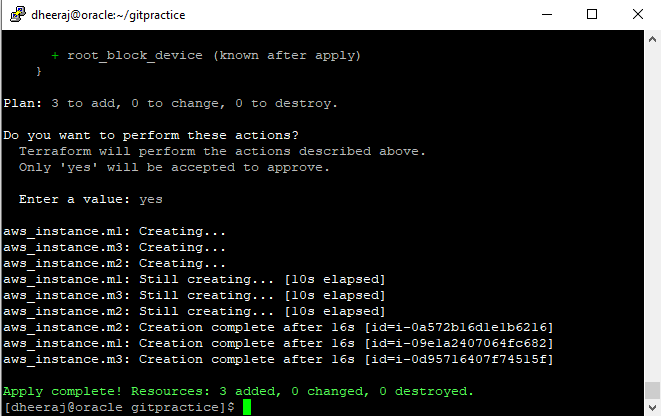 dheeraj@oracle:~/gitpractice
+ root_block_device (known after apply)
}
Plan: 3 to add, 0 to change, 0 to destroy.
Do you want to perform these actions?
Terraform will perform the actions described above.
Only 'yes' will be accepted to approve.
Enter a value: yes
aws_instance.m1: Creating...
aws_instance.m3: Creating...
aws_instance.m2: Creating...
aws_instance.m1: Still creating... [10s elapsed]
aws_instance.m3: Still creating... [10s elapsed]
aws_instance.m2: Still creating... [10s elapsed]
aws_instance.m2: Creation complete after 16s [id=i-0a572b16d1e1b6216]
aws_instance.m1: Creation complete after 16s [id=i-09e1a2407064fc682]
aws_instance.m3: Creation complete after 16s [id=i-0d95716407f74515f]
Apply complete! Resources: 3 added, 0 changed, 0 destroyed.
[dheeraj@oracle gitpractice]$